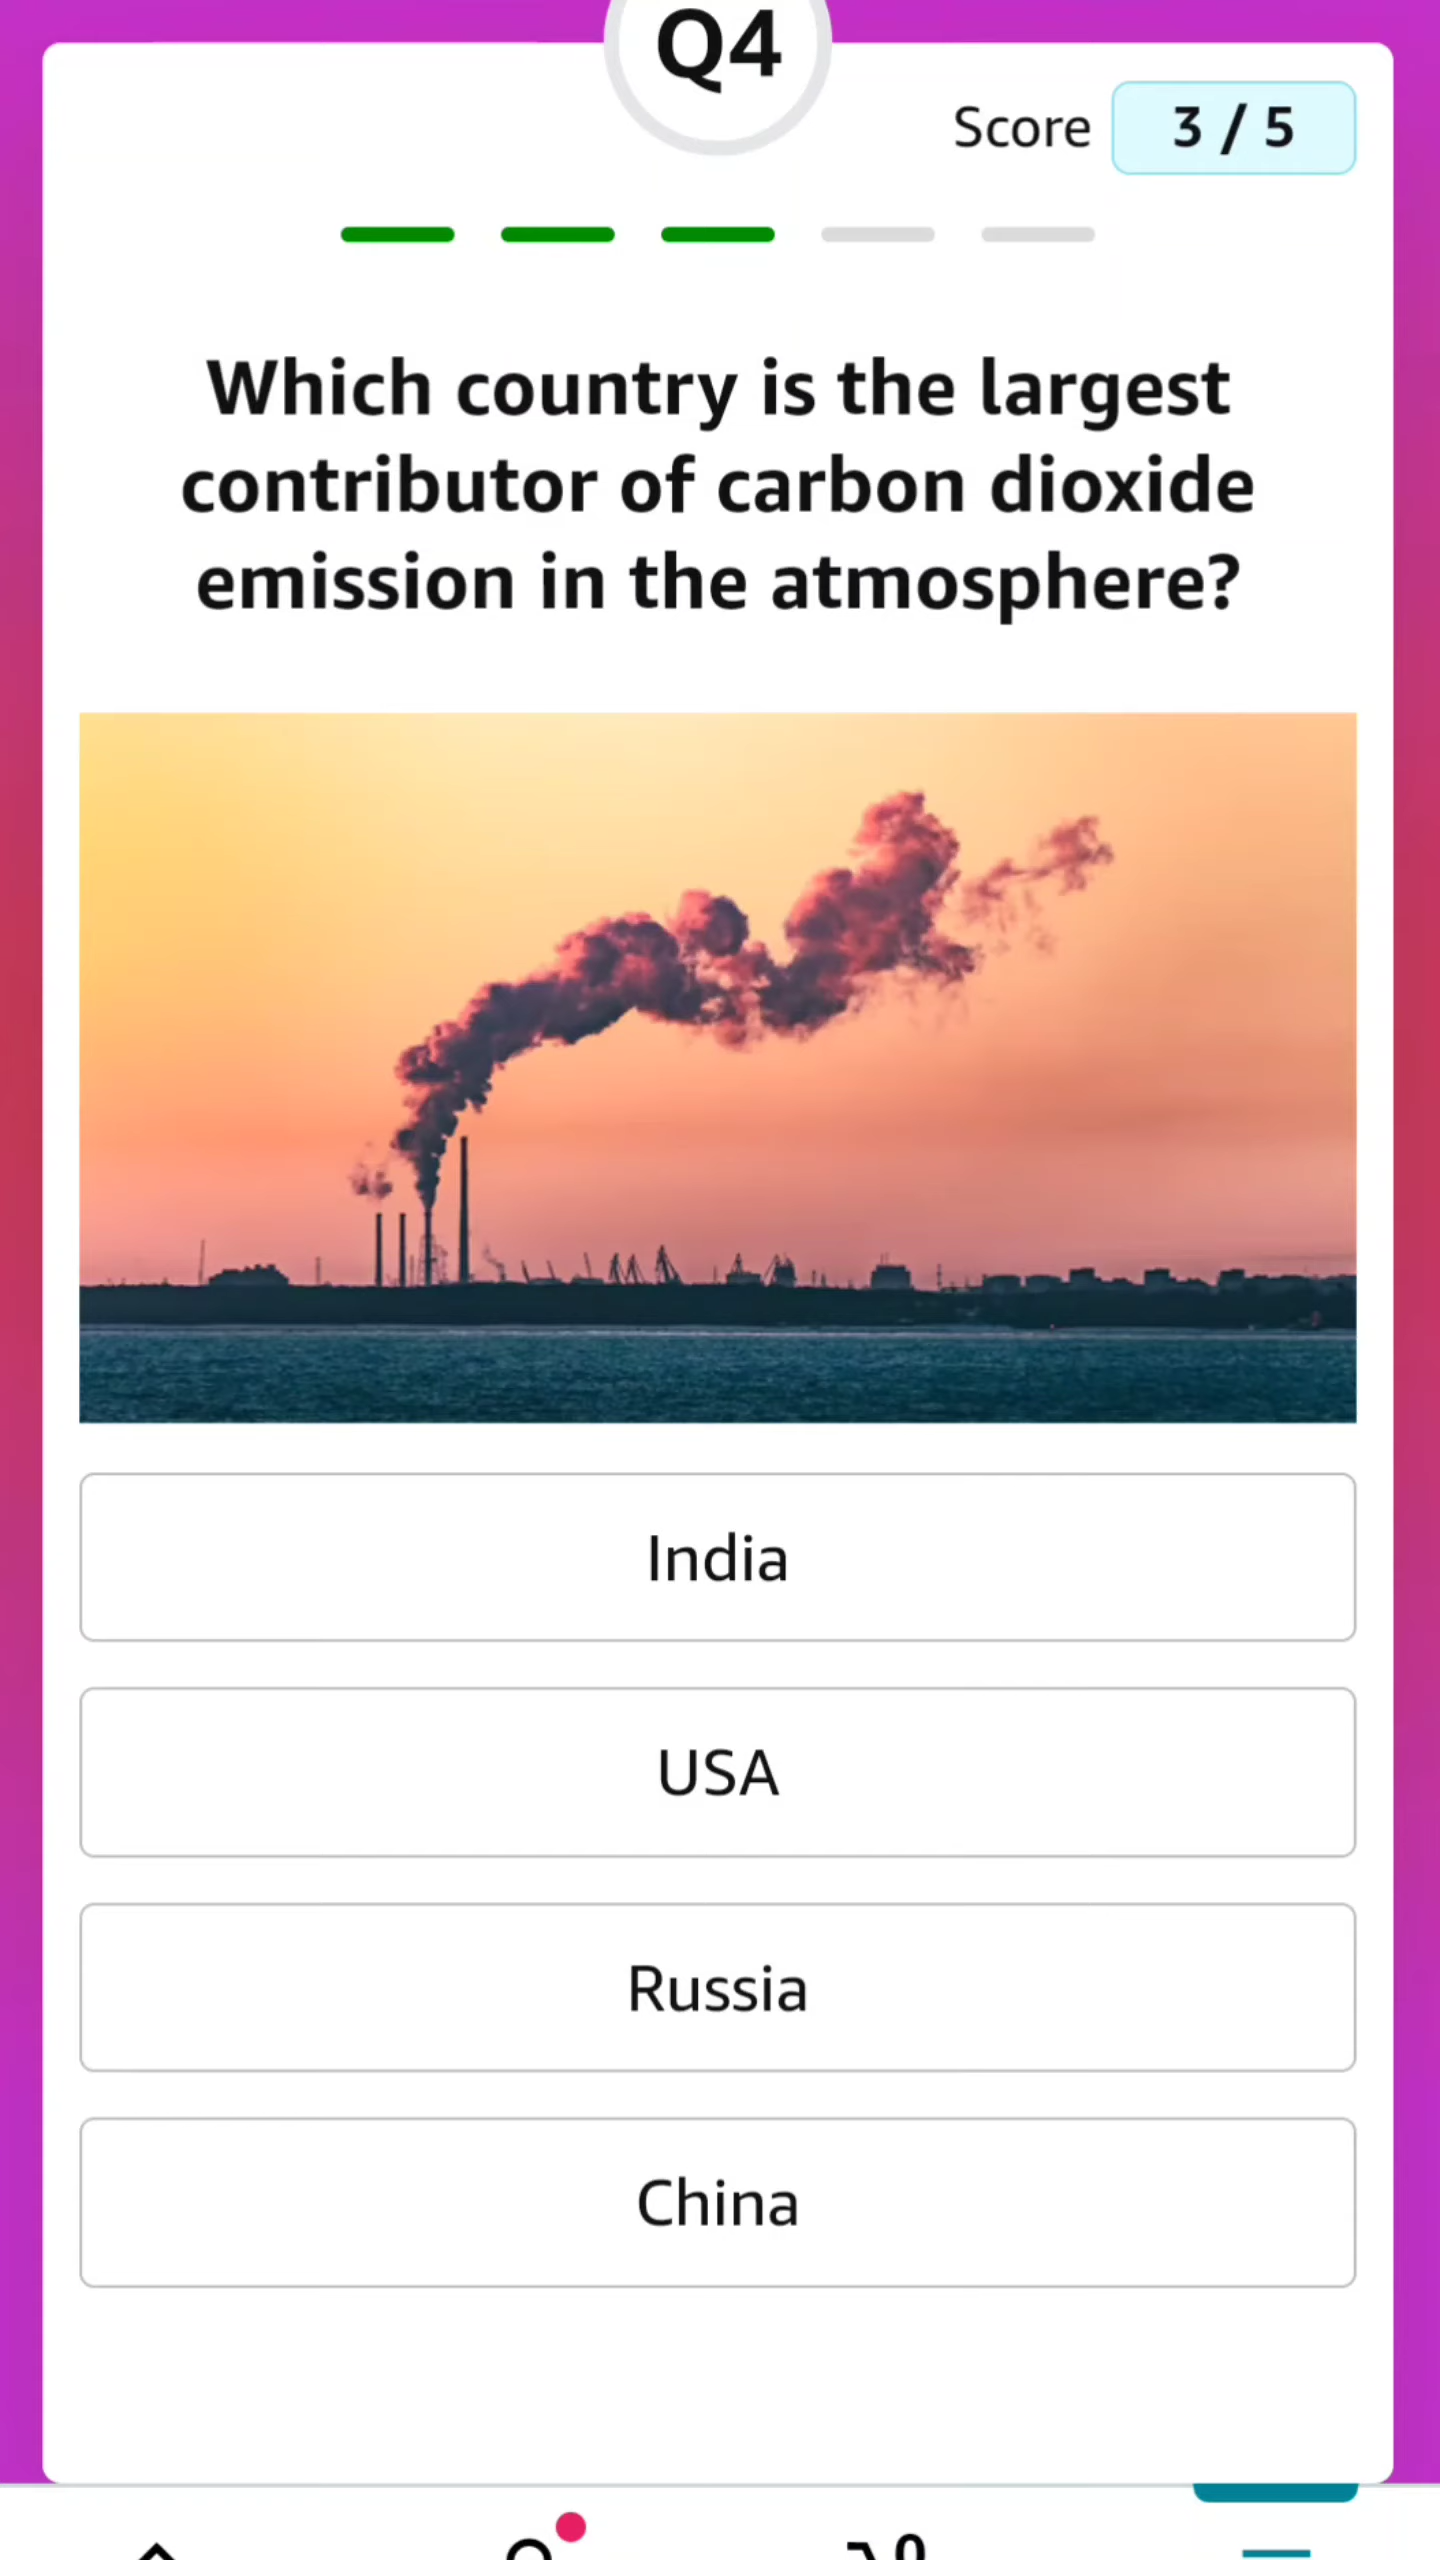 Q4
Score 3 / 5
Which country is the largest
contributor of carbon dioxide
emission in the atmosphere?
India
USA
Russia
China
0